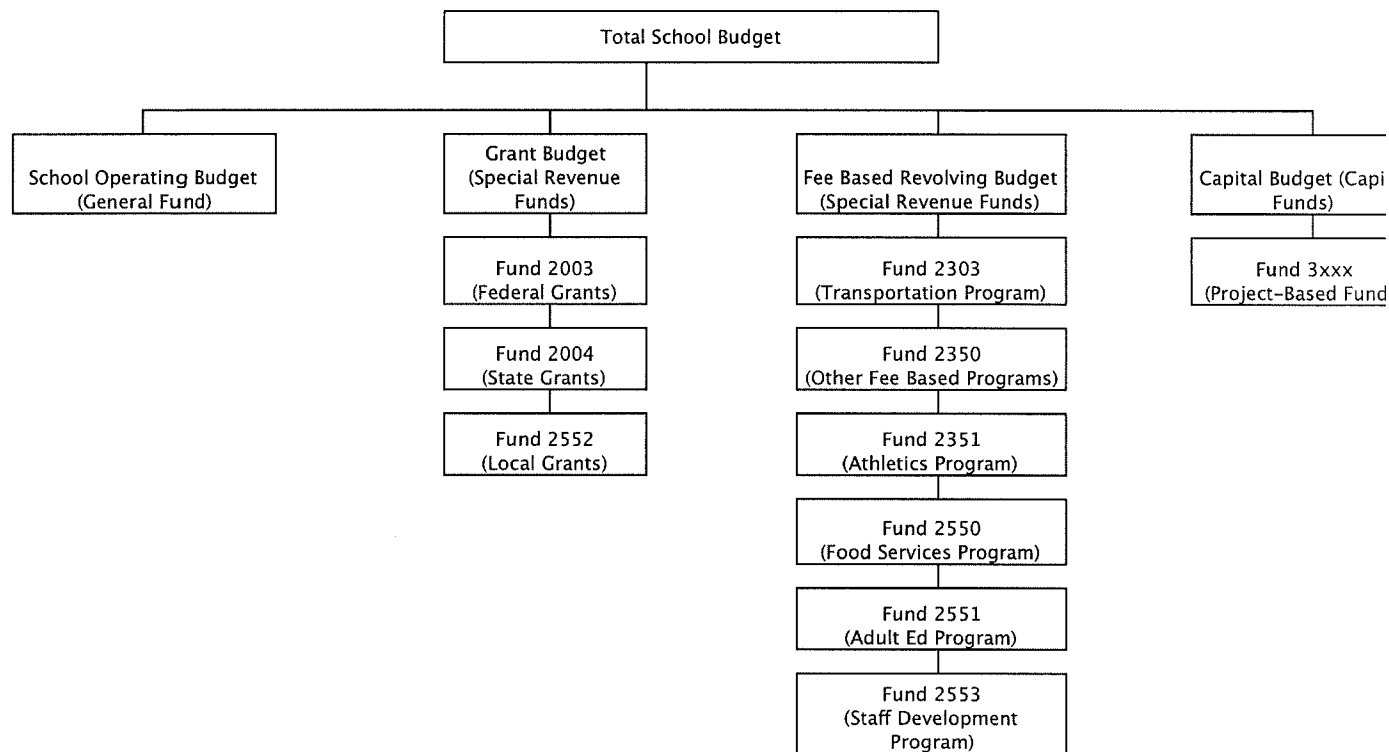 Total School Budget
School Operating Budget
(General Fund)
Grant Budget
(Special Revenue
Funds)
Fund 2003
(Federal Grants)
Fund 2004
(State Grants)
Fund 2552
(Local Grants)
Fee Based Revolving Budget
(Special Revenue Funds)
Fund 2303
(Transportation Program)
Fund 2350
(Other Fee Based Programs)
Fund 2351
(Athletics Program)
Fund 2550
(Food Services Program)
Fund 2551
(Adult Ed Program)
Fund 2553
(Staff Development
Program)
Capital Budget (Capi
Funds)
Fund 3xxx
(Project-Based Fund